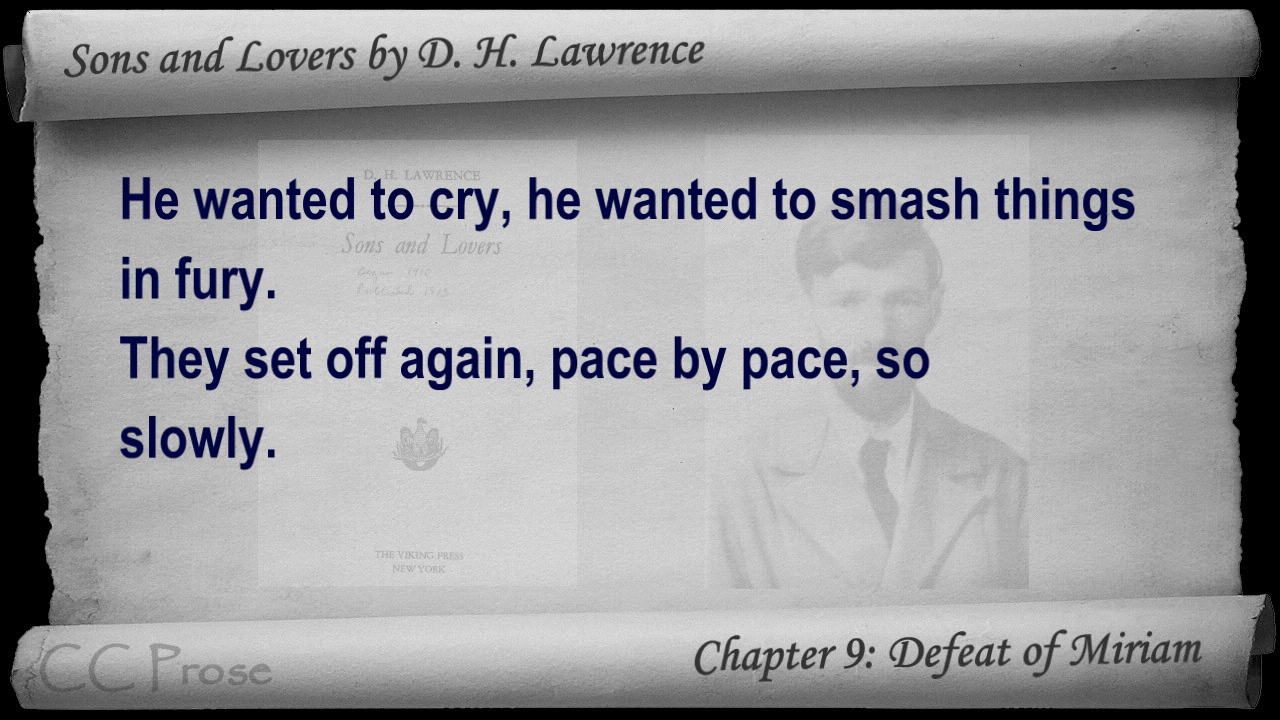 Sons and Lovers by D. H. Lawrence
D. H. LAWRENCE
He wanted to cry, he wanted to smash things
Sons and Lovers
in fury.
They set off again, pace by pace, so
slowly.
THE VIKING PRESS
NEW YORK
CC Prose
Chapter 9: Defeat of Miriam